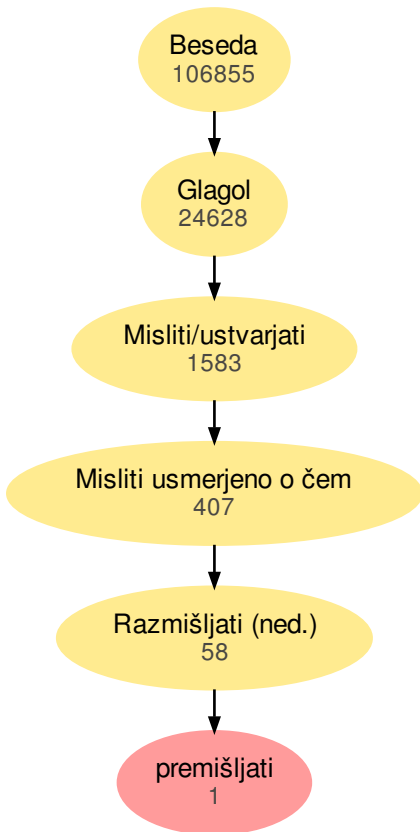 Beseda
106855
Glagol
24628
Misliti/ustvarjati
1583
Misliti usmerjeno o čem
407
Razmišljati (ned.)
58
premišljati
1